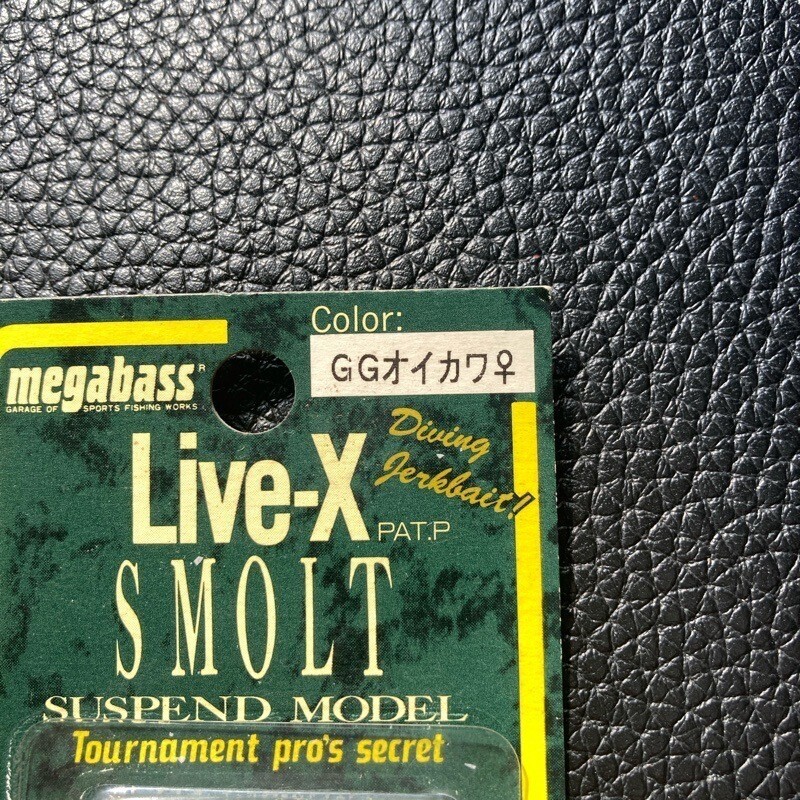 Color:
GGオイカワ♀
megabass®
GARAGE OF SPORTS FISHING WORKS
Diving
Jerkbait!
Live-X
PAT.P
SMOLT
SUSPEND MODEL
Tournament pro's secret